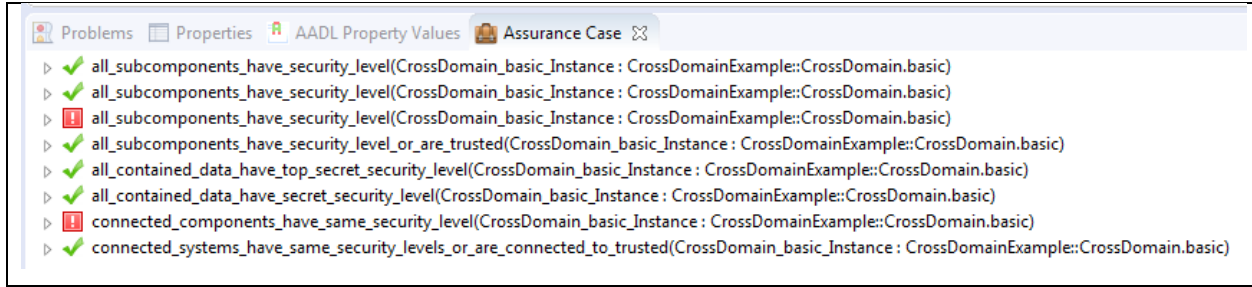 Problems Properties AADL Property Values Assurance Case
all_subcomponents_have_security_level(CrossDomain_basic_Instance : CrossDomainExample::CrossDomain.basic)
all_subcomponents_have_security_level(CrossDomain_basic_Instance : CrossDomainExample::CrossDomain.basic)
all_subcomponents_have_security_level(CrossDomain_basic_Instance : CrossDomainExample::CrossDomain.basic)
all_subcomponents_have_security_level_or_are_trusted(CrossDomain_basic_Instance : CrossDomainExample::CrossDomain.basic)
all_contained_data_have_top_secret_security_level(CrossDomain_basic_Instance : CrossDomainExample::CrossDomain.basic)
all_contained_data_have_secret_security_level(CrossDomain_basic_Instance : CrossDomainExample::CrossDomain.basic)
connected_components_have_same_security_level(CrossDomain_basic_Instance : CrossDomainExample::CrossDomain.basic)
connected_systems_have_same_security_levels_or_are_connected_to_trusted(CrossDomain_basic_Instance : CrossDomainExample::CrossDomain.basic)